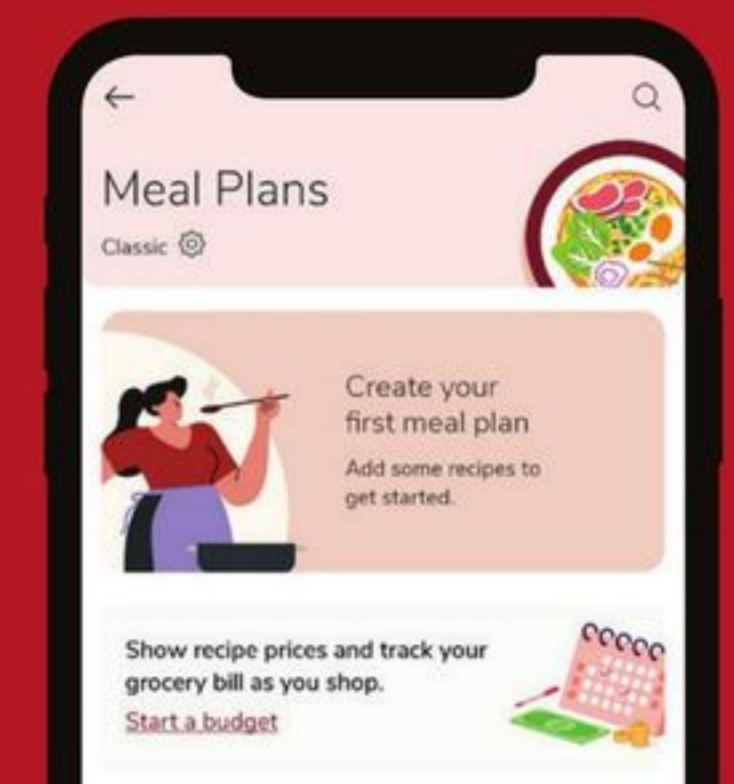 Meal Plans
Classic
Create your
first meal plan
Add some recipes to
get started.
Show recipe prices and track your
grocery bill as you shop.
Start a budget